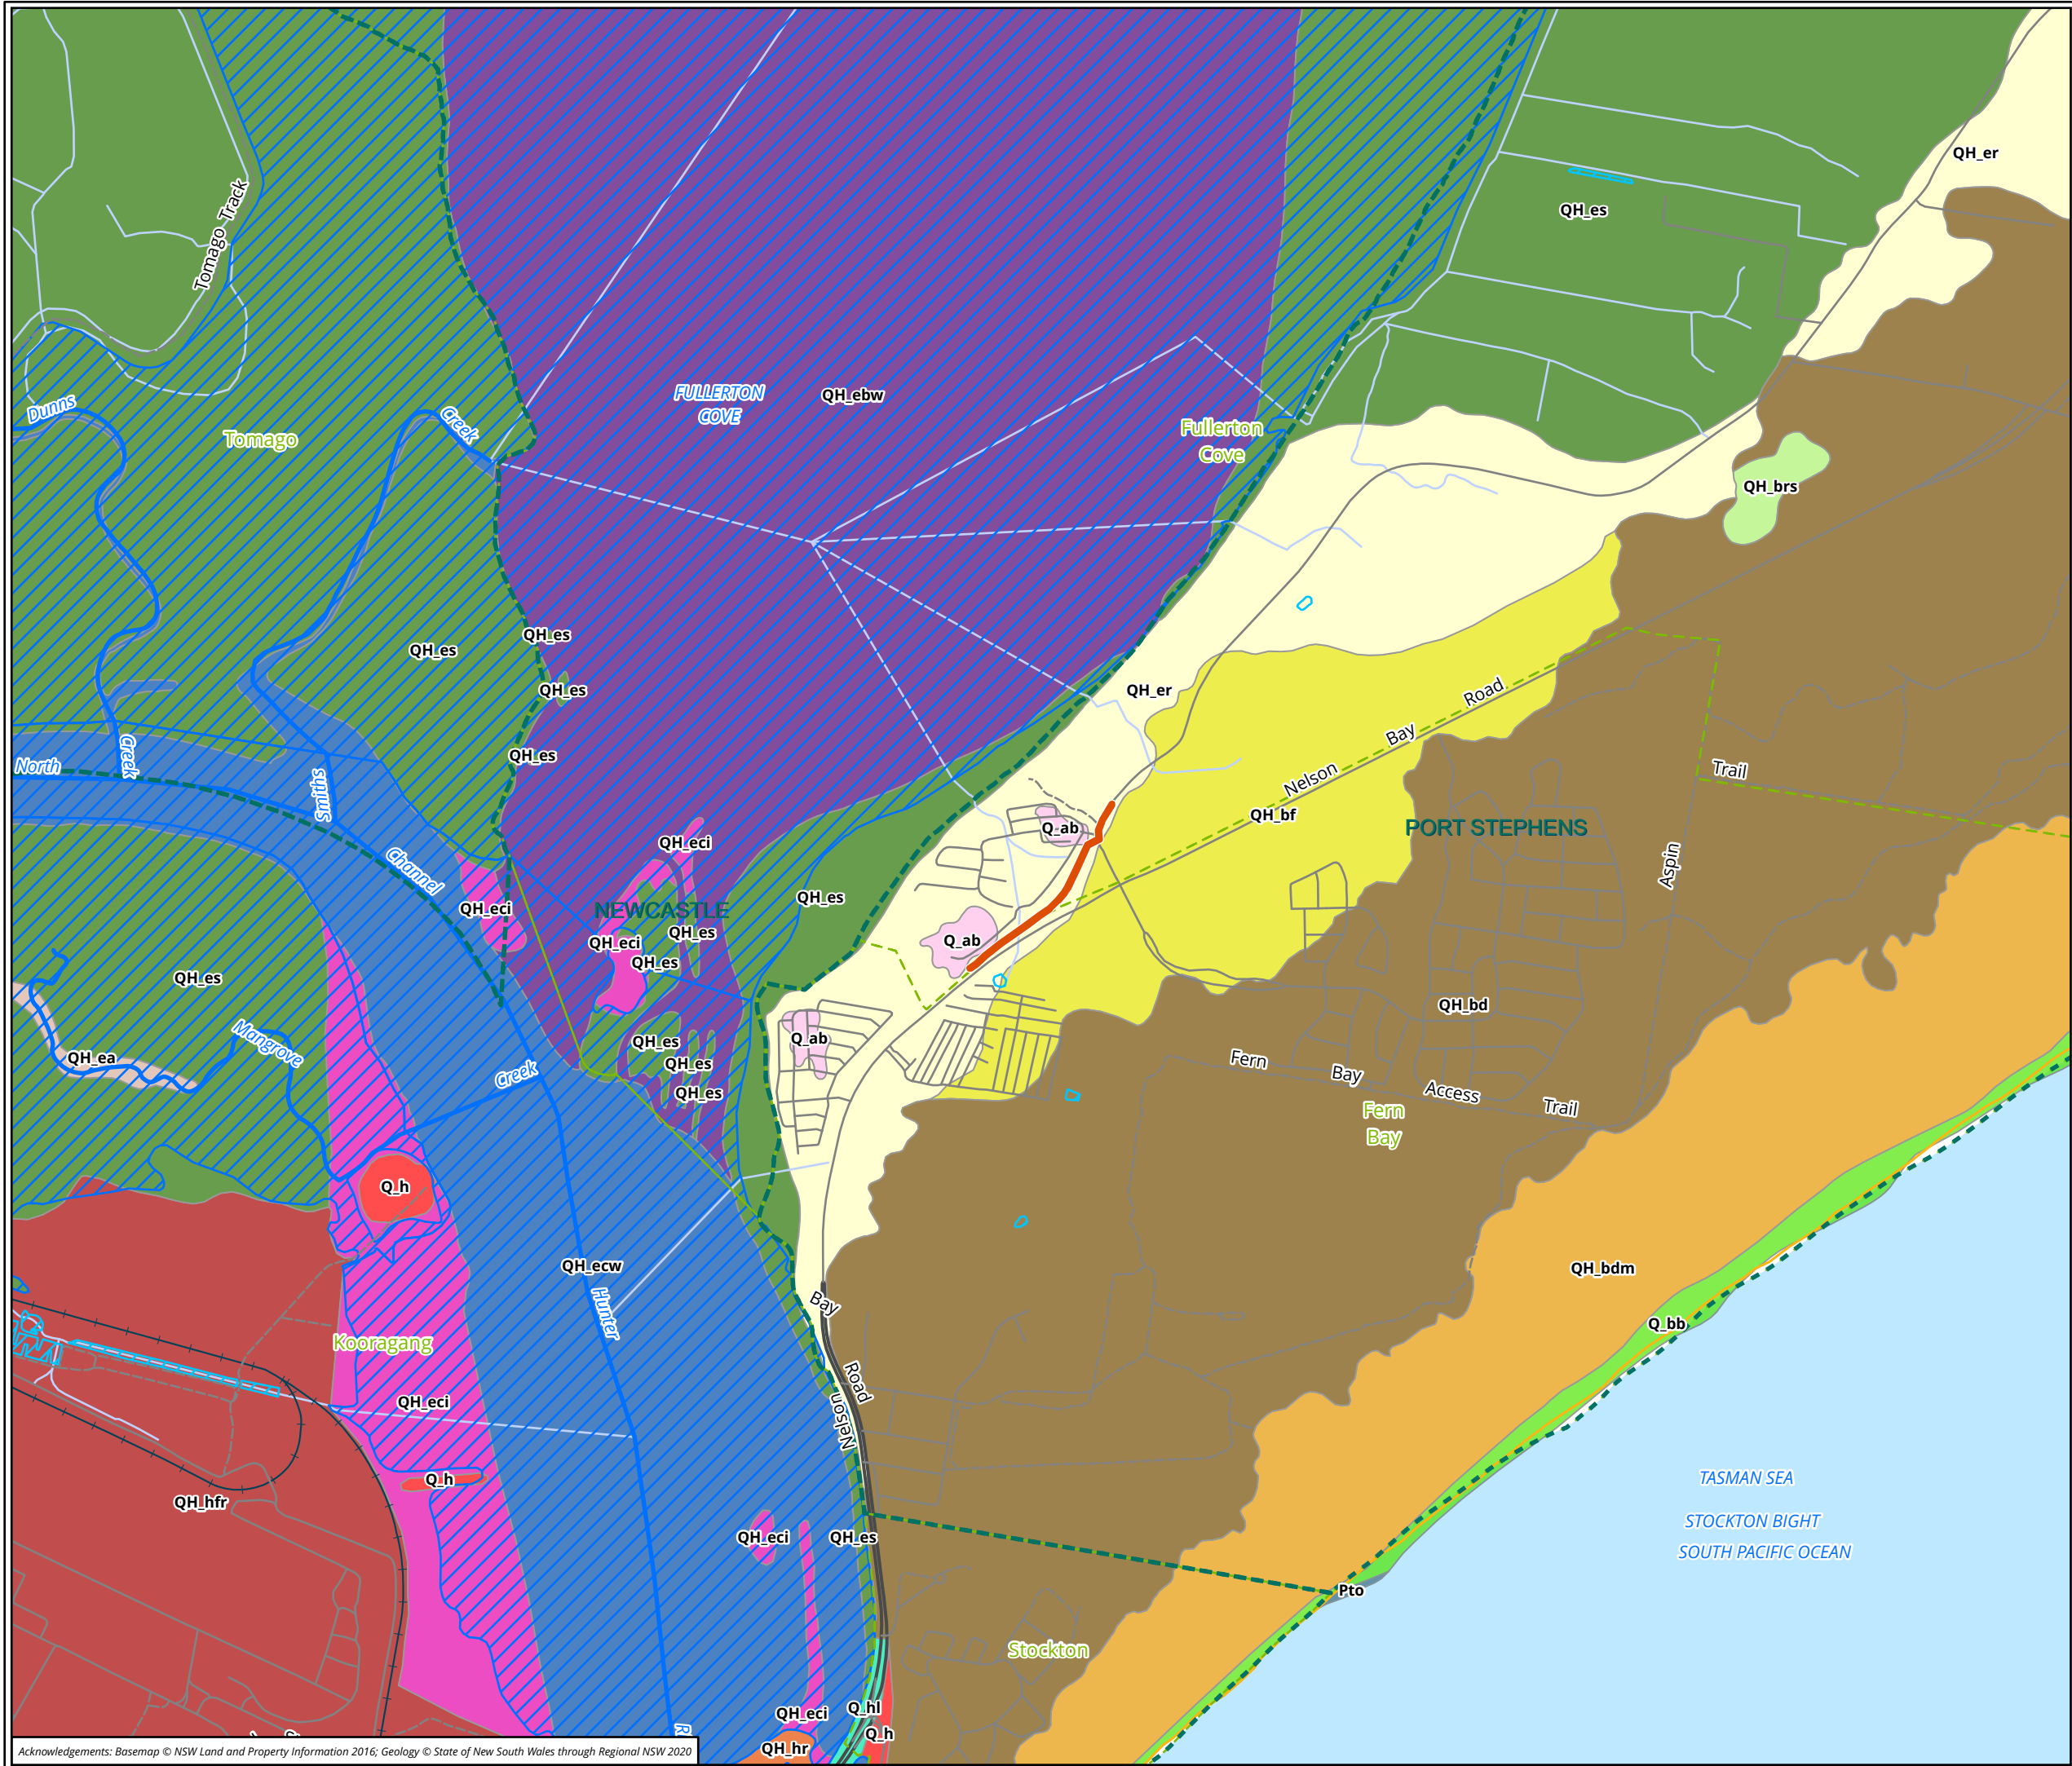 QH_er
QH_es
Tomago Track
FULLERTON
COVE
QH_ebw
Dunns
Creek
Tomago
Fullerton
Cove
QH_brs
QH_es
QH_es
QH_es
QH_er
Nelson Bay Road
QH_es
North
Creek
Smiths
Trail
QH_bf
PORT STEPHENS
Q_ab
QH_eci
Channel
Aspin
QH_es
QH_eci
NEWCASTLE
QH_es
QH_eci
Q_ab
QH_es
QH_es
QH_bd
Q_ab
QH_es
Mangrove
QH_ea
Creek
QH_es
QH_es
Fern Bay Access Trail
Fern
Bay
Q_h
QH_ecw
QH_bdm
Hunter
Bay
Q_bb
Kooragang
Road
Nelson
QH_eci
Q_h
TASMAN SEA
QH_hfr
STOCKTON BIGHT
QH_eci
QH_es
SOUTH PACIFIC OCEAN
Pto
Stockton
Q_hl
QH_eci
R
Q_h
QH_hr
Acknowledgements: Basemap © NSW Land and Property Information 2016; Geology © State of New South Wales through Regional NSW 2020